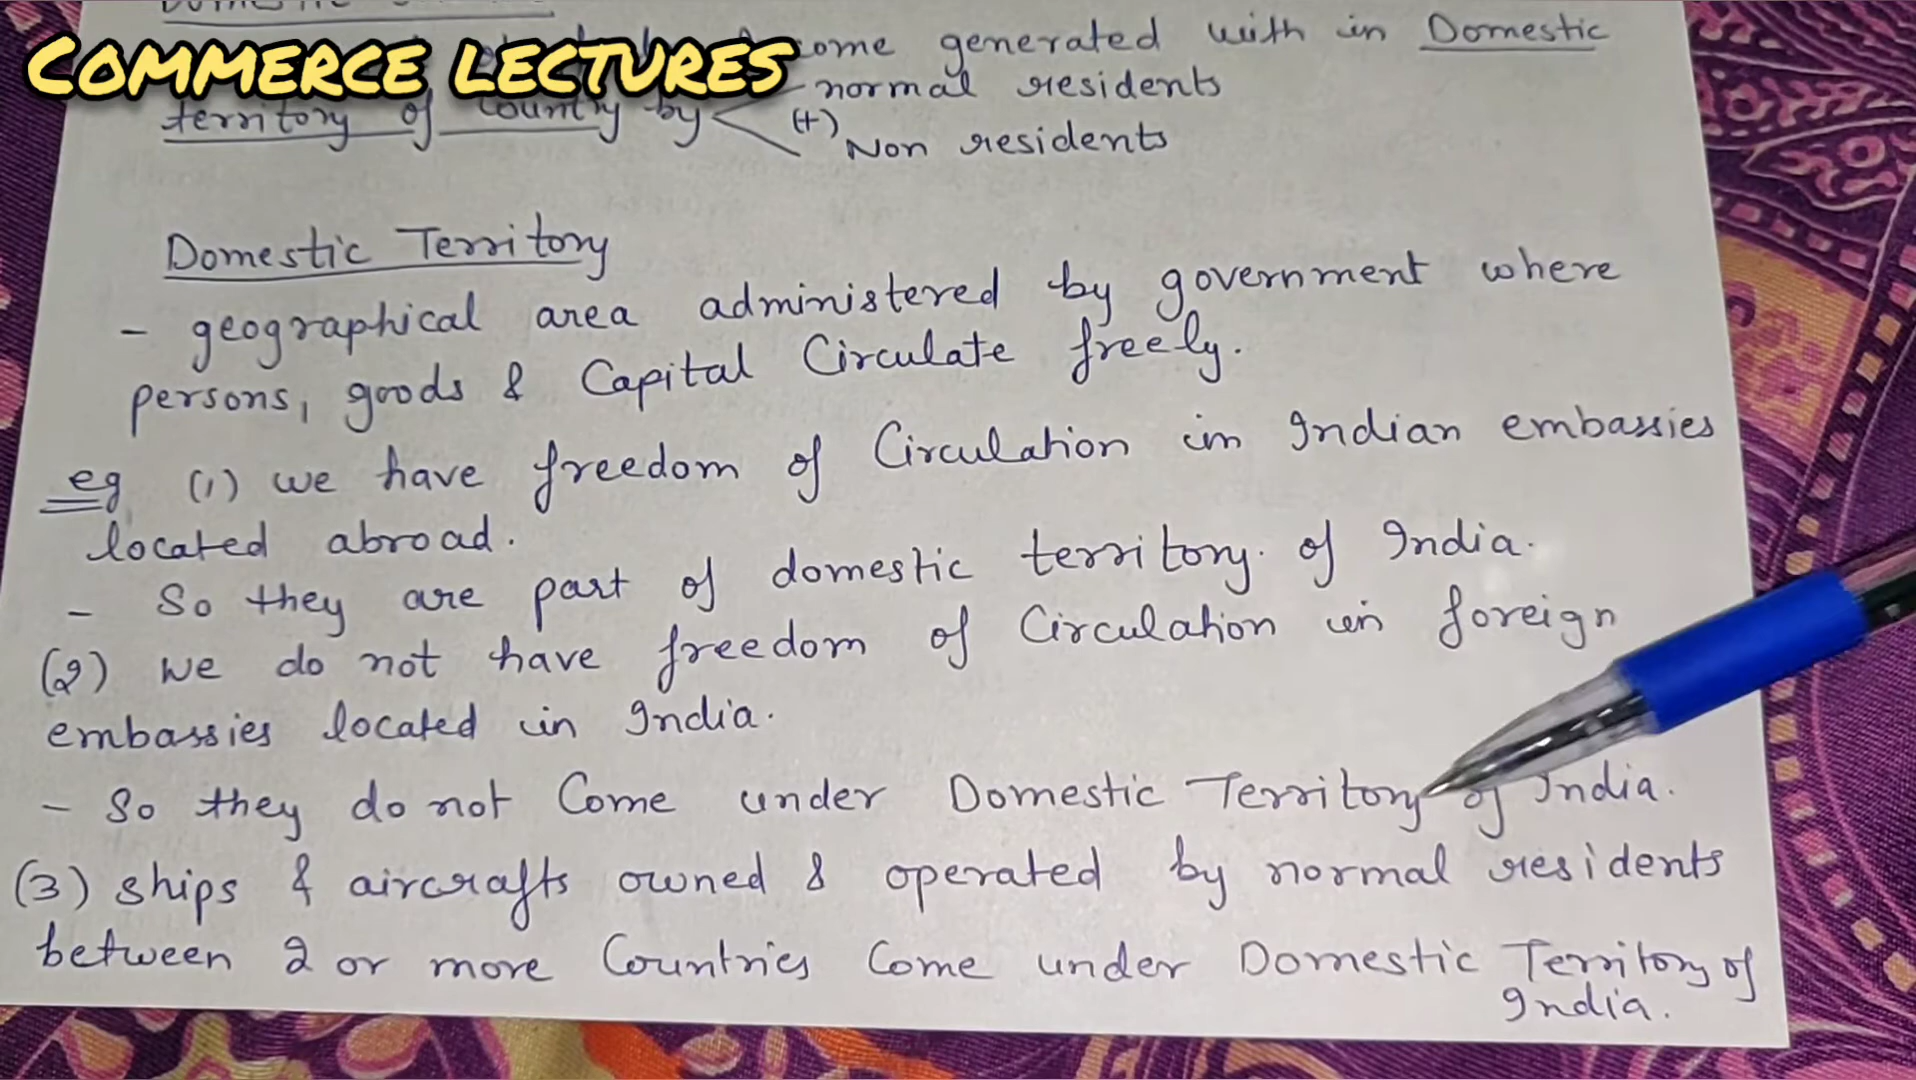 COMMERCE LECTURES
come generated with in Domestic
normal residents
territory of country by (+)
Non residents
Domestic Territory
- geographical area administered by government where
persons, goods & Capital Circulate freely.
eg (1) we have freedom of Circulation in Indian embassies
located abroad.
- So they are part of domestic territory. of India.
(2) we do not have freedom of Circulation in foreign
embassies located in India.
- So they do not Come under Domestic Territory of India.
(3) ships & aircrafts owned & operated by normal residents
between 2 or more Countries Come under Domestic Territory of
India.